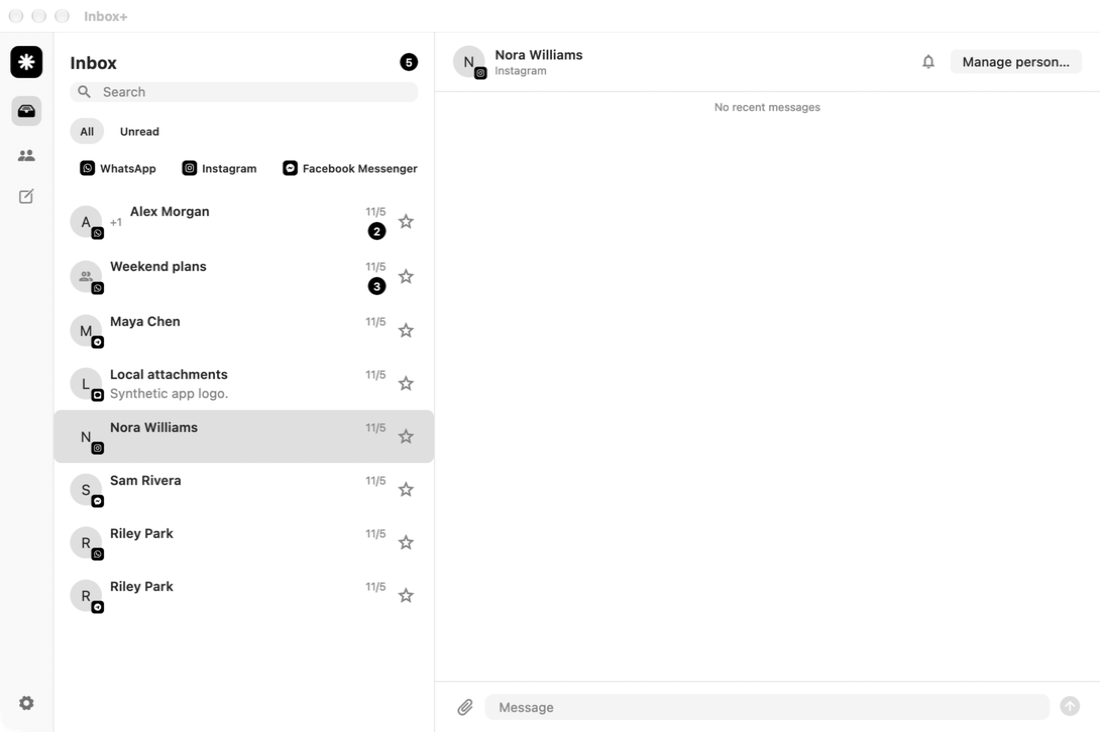 Inbox+
Inbox
5
Search
All
Unread
WhatsApp
Instagram
Facebook Messenger
A
+1
Alex Morgan
11/5
2
Weekend plans
11/5
3
M
Maya Chen
11/5
L
Local attachments
11/5
Synthetic app logo.
N
Nora Williams
11/5
S
Sam Rivera
11/5
R
Riley Park
11/5
R
Riley Park
11/5
N
Nora Williams
Instagram
Manage person...
No recent messages
Message